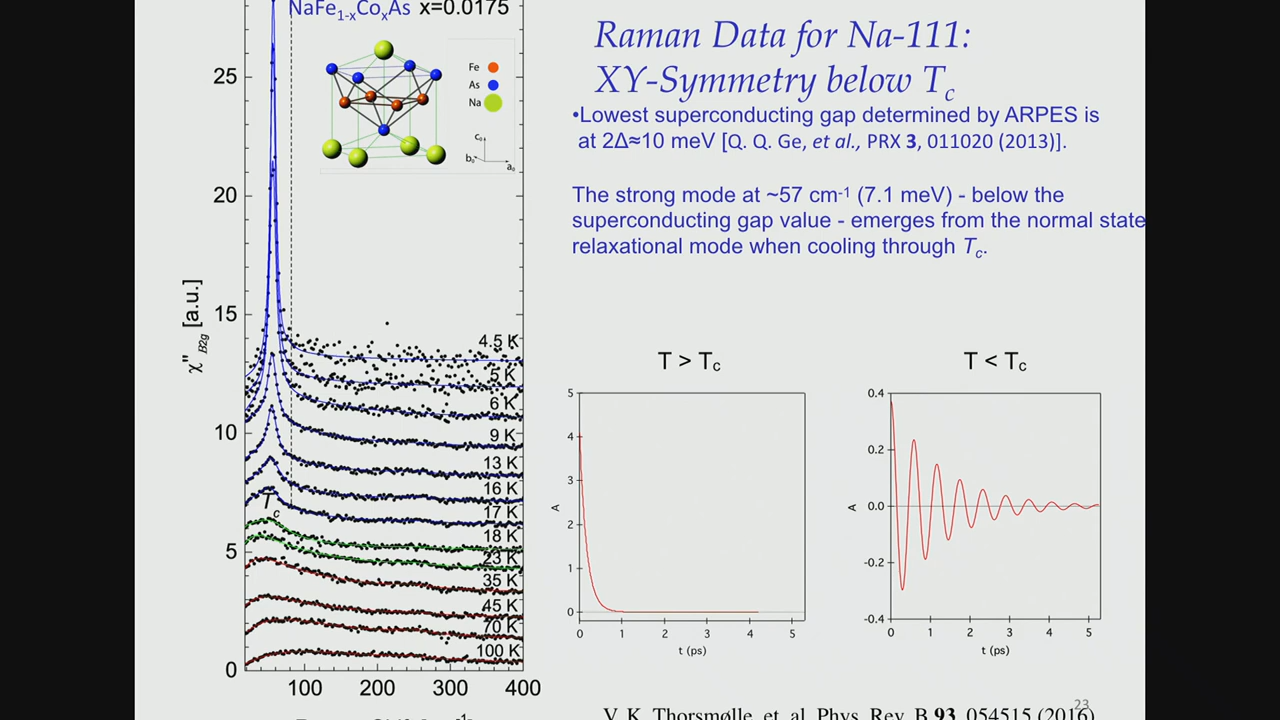 NaFe1-xCoxAs x=0.0175
Raman Data for Na-111:
XY-Symmetry below Tc
•Lowest superconducting gap determined by ARPES is
at 2Δ≈10 meV [Q. Q. Ge, et al., PRX 3, 011020 (2013)].
The strong mode at ~57 cm-1 (7.1 meV) - below the
superconducting gap value - emerges from the normal state
relaxational mode when cooling through Tc.
Fe
As
Na
c0
b0
a0
χ''B2g [a.u.]
25
20
15
10
5
0
4.5 K
5 K
6 K
9 K
13 K
16 K
17 K
Tc
18 K
23 K
35 K
45 K
70 K
100 K
100 200 300 400
T > Tc
5
4
3
2
1
0
A
0 1 2 3 4 5
t (ps)
T < Tc
0.4
0.2
0.0
-0.2
-0.4
A
0 1 2 3 4 5
t (ps)
23
V. K. Thorsmølle, et. al. Phys. Rev. B 93, 054515 (2016)